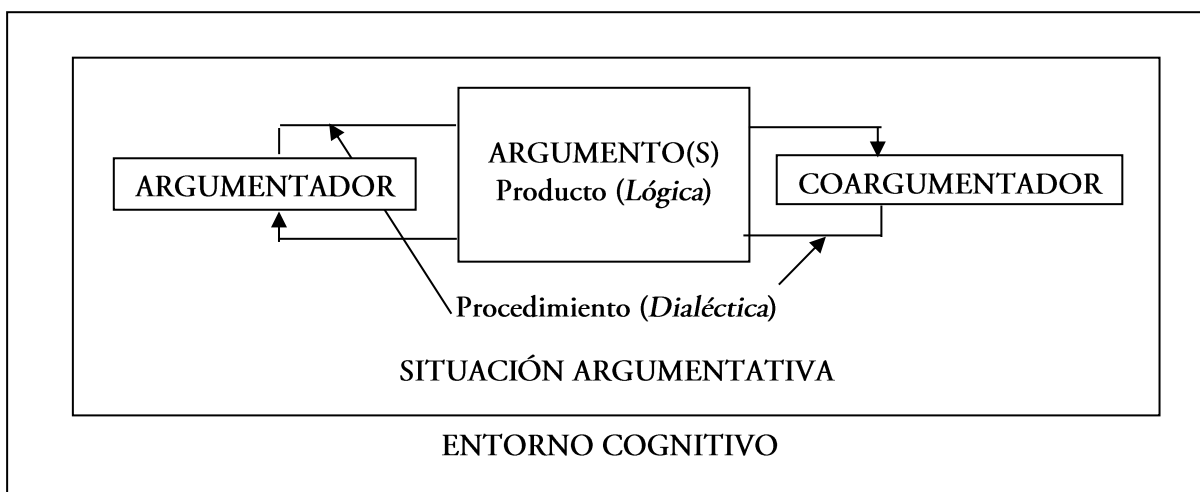 ARGUMENTO(S)
Producto (Lógica)
ARGUMENTADOR
COARGUMENTADOR
Procedimiento (Dialéctica)
SITUACIÓN ARGUMENTATIVA
ENTORNO COGNITIVO